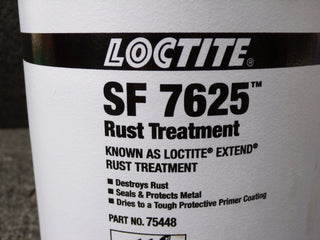 LOCTITE®
SF 7625™
Rust Treatment
KNOWN AS LOCTITE® EXTEND®
RUST TREATMENT
■ Destroys Rust
■ Seals & Protects Metal
■ Dries to a Tough Protective Primer Coating
PART NO. 75448